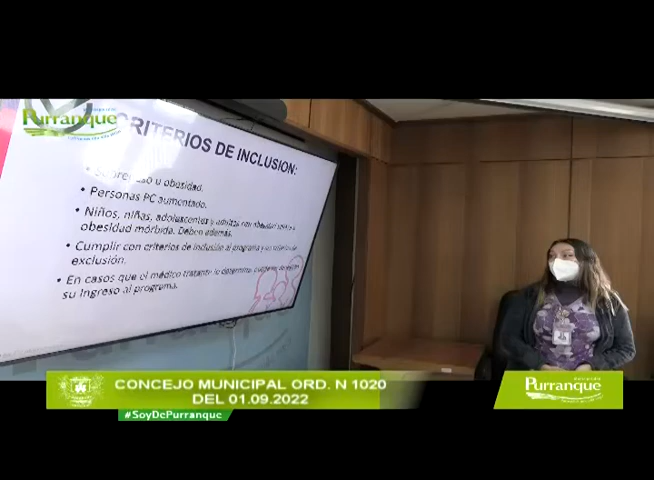 Purranque
CRITERIOS DE INCLUSION:
• Sobrepeso u obesidad.
• Personas PC aumentado.
• Niños, niñas, adolescentes y adultos con obesidad
obesidad mórbida. Deben además.
• Cumplir con criterios de inclusión al programa y
exclusión.
• En casos que el médico tratante lo determine
su ingreso al programa.
CONCEJO MUNICIPAL ORD. N 1020
DEL 01.09.2022
#SoyDePurranque
Purranque